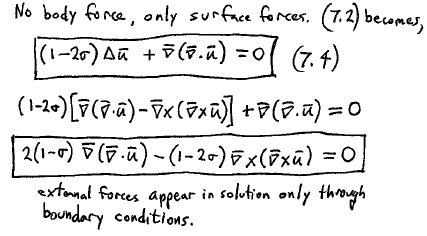 No body force, only surface forces. (7.2) becomes,
(1-2σ) Δū + ∇̄(∇̄·ū) = 0 (7.4)
(1-2σ)[∇̄(∇̄·ū) - ∇̄×(∇̄×ū)] + ∇̄(∇̄·ū) = 0
2(1-σ) ∇̄(∇̄·ū) - (1-2σ) ∇̄×(∇̄×ū) = 0
external forces appear in solution only through
boundary conditions.